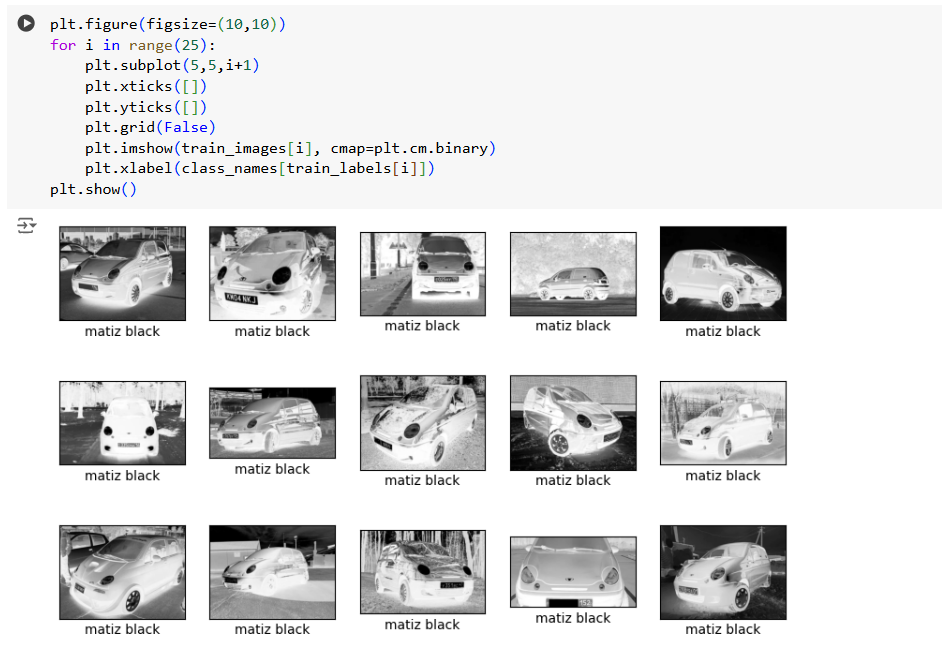 plt.figure(figsize=(10,10))
for i in range(25):
    plt.subplot(5,5,i+1)
    plt.xticks([])
    plt.yticks([])
    plt.grid(False)
    plt.imshow(train_images[i], cmap=plt.cm.binary)
    plt.xlabel(class_names[train_labels[i]])
plt.show()
KM04 NKJ
matiz black
matiz black
matiz black
matiz black
matiz black
matiz black
matiz black
matiz black
matiz black
matiz black
152
matiz black
matiz black
matiz black
matiz black
matiz black